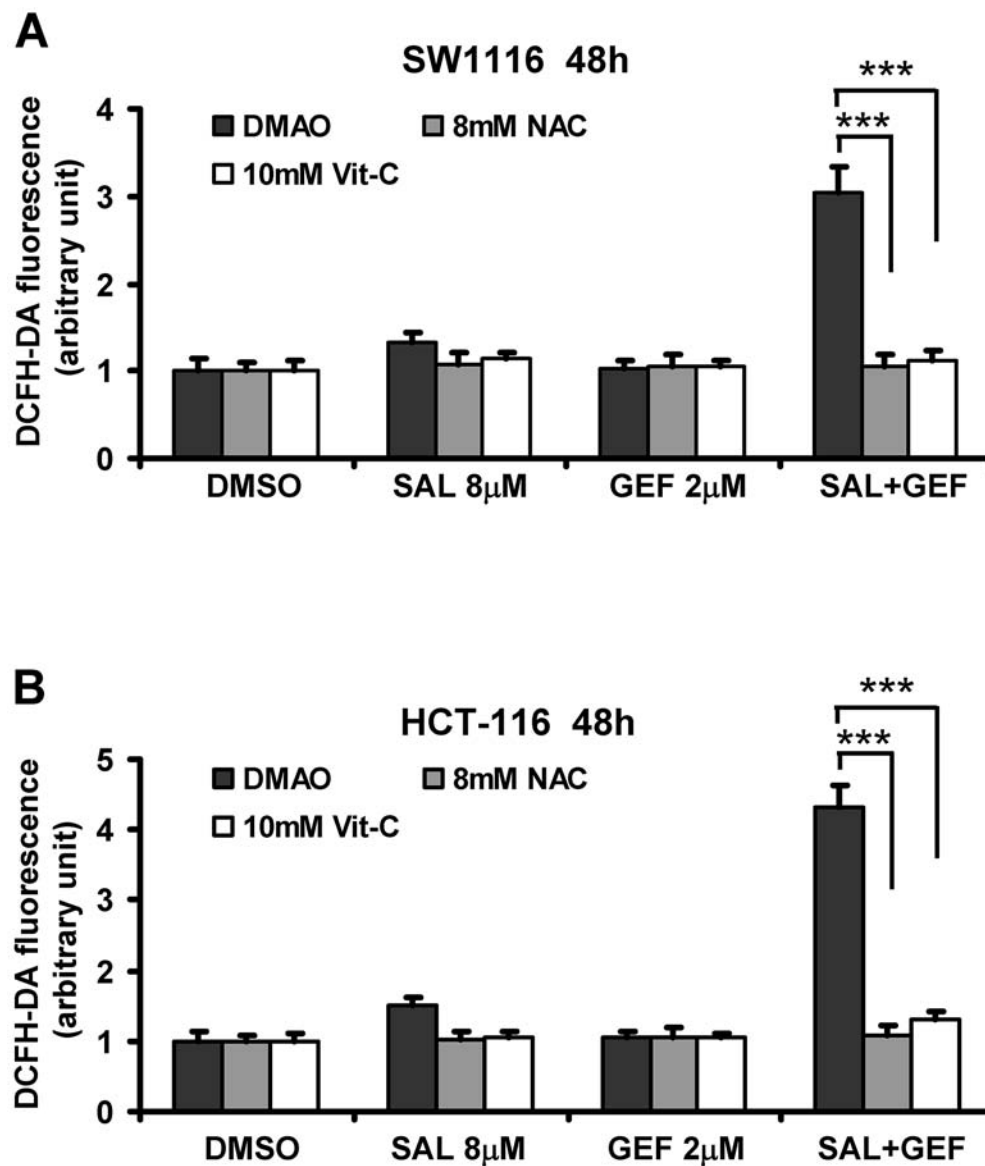 A
SW1116 48h
***
***
DMAO
8mM NAC
10mM Vit-C
DCFH-DA fluorescence
(arbitrary unit)
4
3
2
1
0
DMSO
SAL 8μM
GEF 2μM
SAL+GEF
B
HCT-116 48h
***
***
DMAO
8mM NAC
10mM Vit-C
DCFH-DA fluorescence
(arbitrary unit)
5
4
3
2
1
0
DMSO
SAL 8μM
GEF 2μM
SAL+GEF